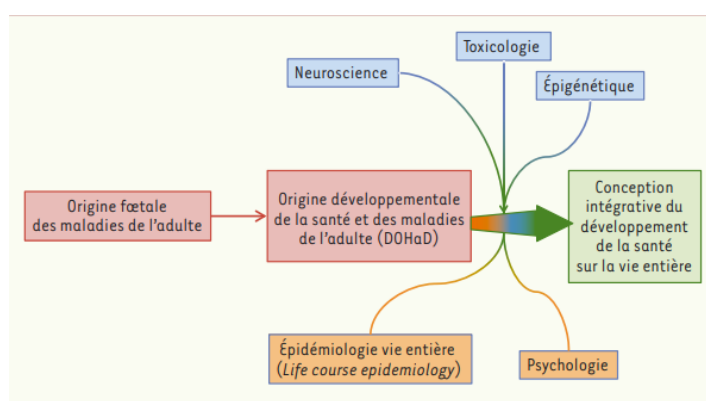 Toxicologie
Neuroscience
Épigénétique
Origine fœtale
des maladies de l'adulte
Origine développementale
de la santé et des maladies
de l'adulte (DOHaD)
Conception
intégrative du
développement
de la santé
sur la vie entière
Épidémiologie vie entière
(Life course epidemiology)
Psychologie